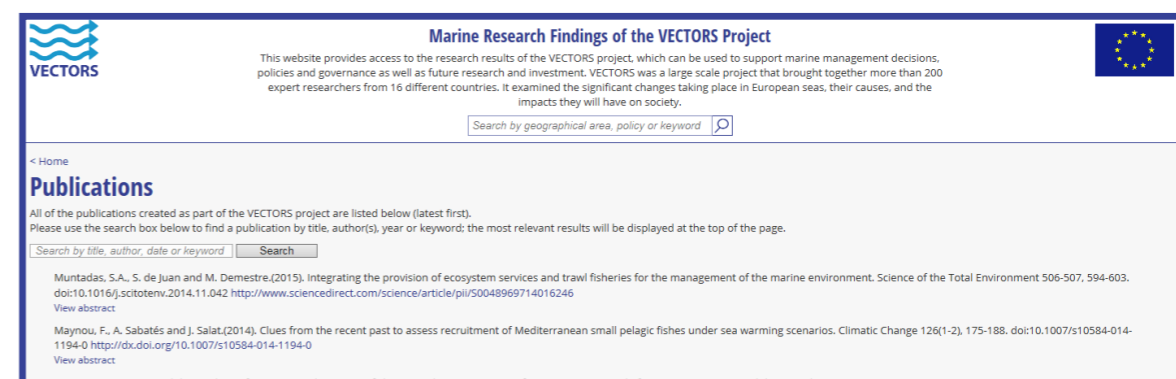 VECTORS
Marine Research Findings of the VECTORS Project
This website provides access to the research results of the VECTORS project, which can be used to support marine management decisions,
policies and governance as well as future research and investment. VECTORS was a large scale project that brought together more than 200
expert researchers from 16 different countries. It examined the significant changes taking place in European seas, their causes, and the
impacts they will have on society.
Search by geographical area, policy or keyword
< Home
Publications
All of the publications created as part of the VECTORS project are listed below (latest first).
Please use the search box below to find a publication by title, author(s), year or keyword; the most relevant results will be displayed at the top of the page.
Search by title, author, date or keyword Search
Muntadas, S.A., S. de Juan and M. Demestre.(2015). Integrating the provision of ecosystem services and trawl fisheries for the management of the marine environment. Science of the Total Environment 506-507, 594-603.
doi:10.1016/j.scitotenv.2014.11.042 http://www.sciencedirect.com/science/article/pii/S0048969714016246
View abstract
Maynou, F., A. Sabatés and J. Salat.(2014). Clues from the recent past to assess recruitment of Mediterranean small pelagic fishes under sea warming scenarios. Climatic Change 126(1-2), 175-188. doi:10.1007/s10584-014-
1194-0 http://dx.doi.org/10.1007/s10584-014-1194-0
View abstract